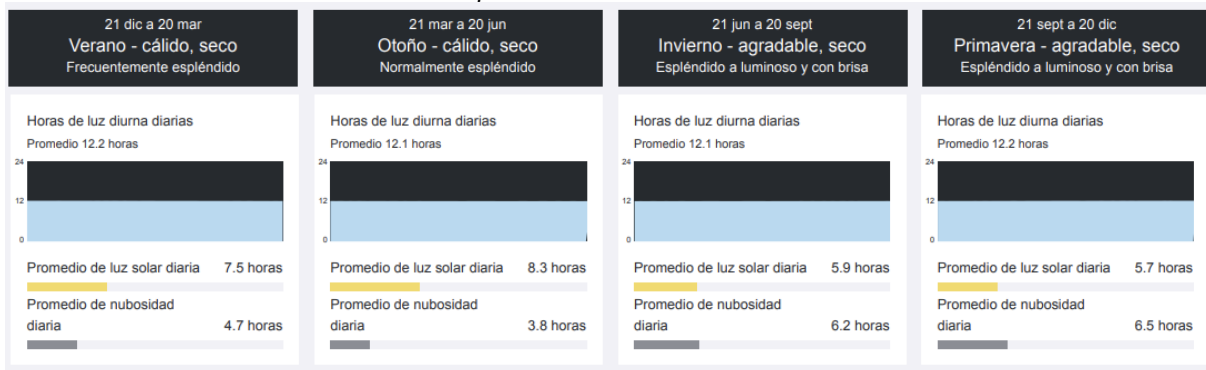 21 dic a 20 mar
Verano - cálido, seco
Frecuentemente espléndido
Horas de luz diurna diarias
Promedio 12.2 horas
24
12
0
Promedio de luz solar diaria 7.5 horas
Promedio de nubosidad
diaria 4.7 horas
21 mar a 20 jun
Otoño - cálido, seco
Normalmente espléndido
Horas de luz diurna diarias
Promedio 12.1 horas
24
12
0
Promedio de luz solar diaria 8.3 horas
Promedio de nubosidad
diaria 3.8 horas
21 jun a 20 sept
Invierno - agradable, seco
Espléndido a luminoso y con brisa
Horas de luz diurna diarias
Promedio 12.1 horas
24
12
0
Promedio de luz solar diaria 5.9 horas
Promedio de nubosidad
diaria 6.2 horas
21 sept a 20 dic
Primavera - agradable, seco
Espléndido a luminoso y con brisa
Horas de luz diurna diarias
Promedio 12.2 horas
24
12
0
Promedio de luz solar diaria 5.7 horas
Promedio de nubosidad
diaria 6.5 horas